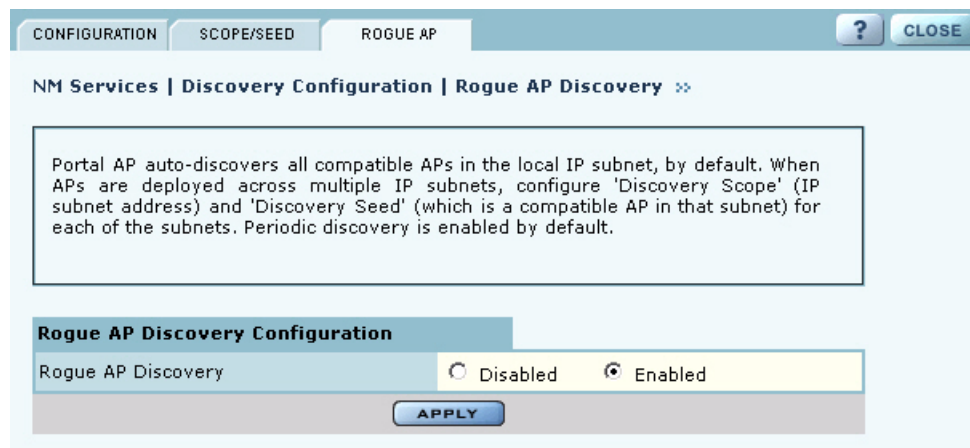 CONFIGURATION SCOPE/SEED ROGUE AP ? CLOSE
NM Services | Discovery Configuration | Rogue AP Discovery »
Portal AP auto-discovers all compatible APs in the local IP subnet, by default. When
APs are deployed across multiple IP subnets, configure 'Discovery Scope' (IP
subnet address) and 'Discovery Seed' (which is a compatible AP in that subnet) for
each of the subnets. Periodic discovery is enabled by default.
Rogue AP Discovery Configuration
Rogue AP Discovery Disabled Enabled
APPLY